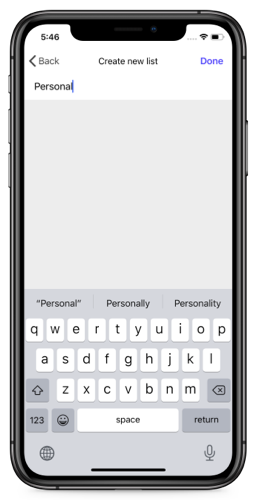 5:46
Back Create new list Done
Personal
"Personal" Personally Personality
q w e r t y u i o p
a s d f g h j k l
z x c v b n m
123 space return